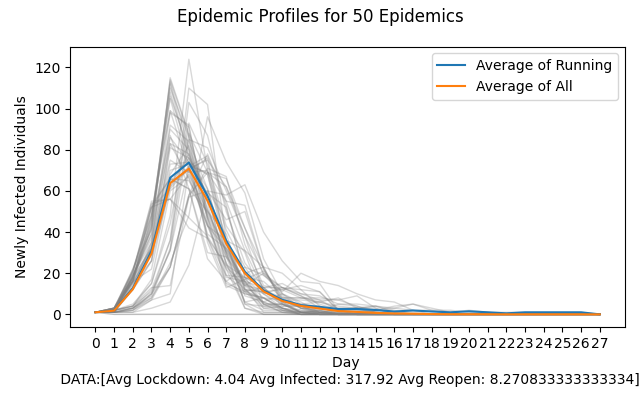 Epidemic Profiles for 50 Epidemics
Average of Running
Average of All
Newly Infected Individuals
120
100
80
60
40
20
0
0 1 2 3 4 5 6 7 8 9 10 11 12 13 14 15 16 17 18 19 20 21 22 23 24 25 26 27
Day
DATA:[Avg Lockdown: 4.04 Avg Infected: 317.92 Avg Reopen: 8.270833333333334]